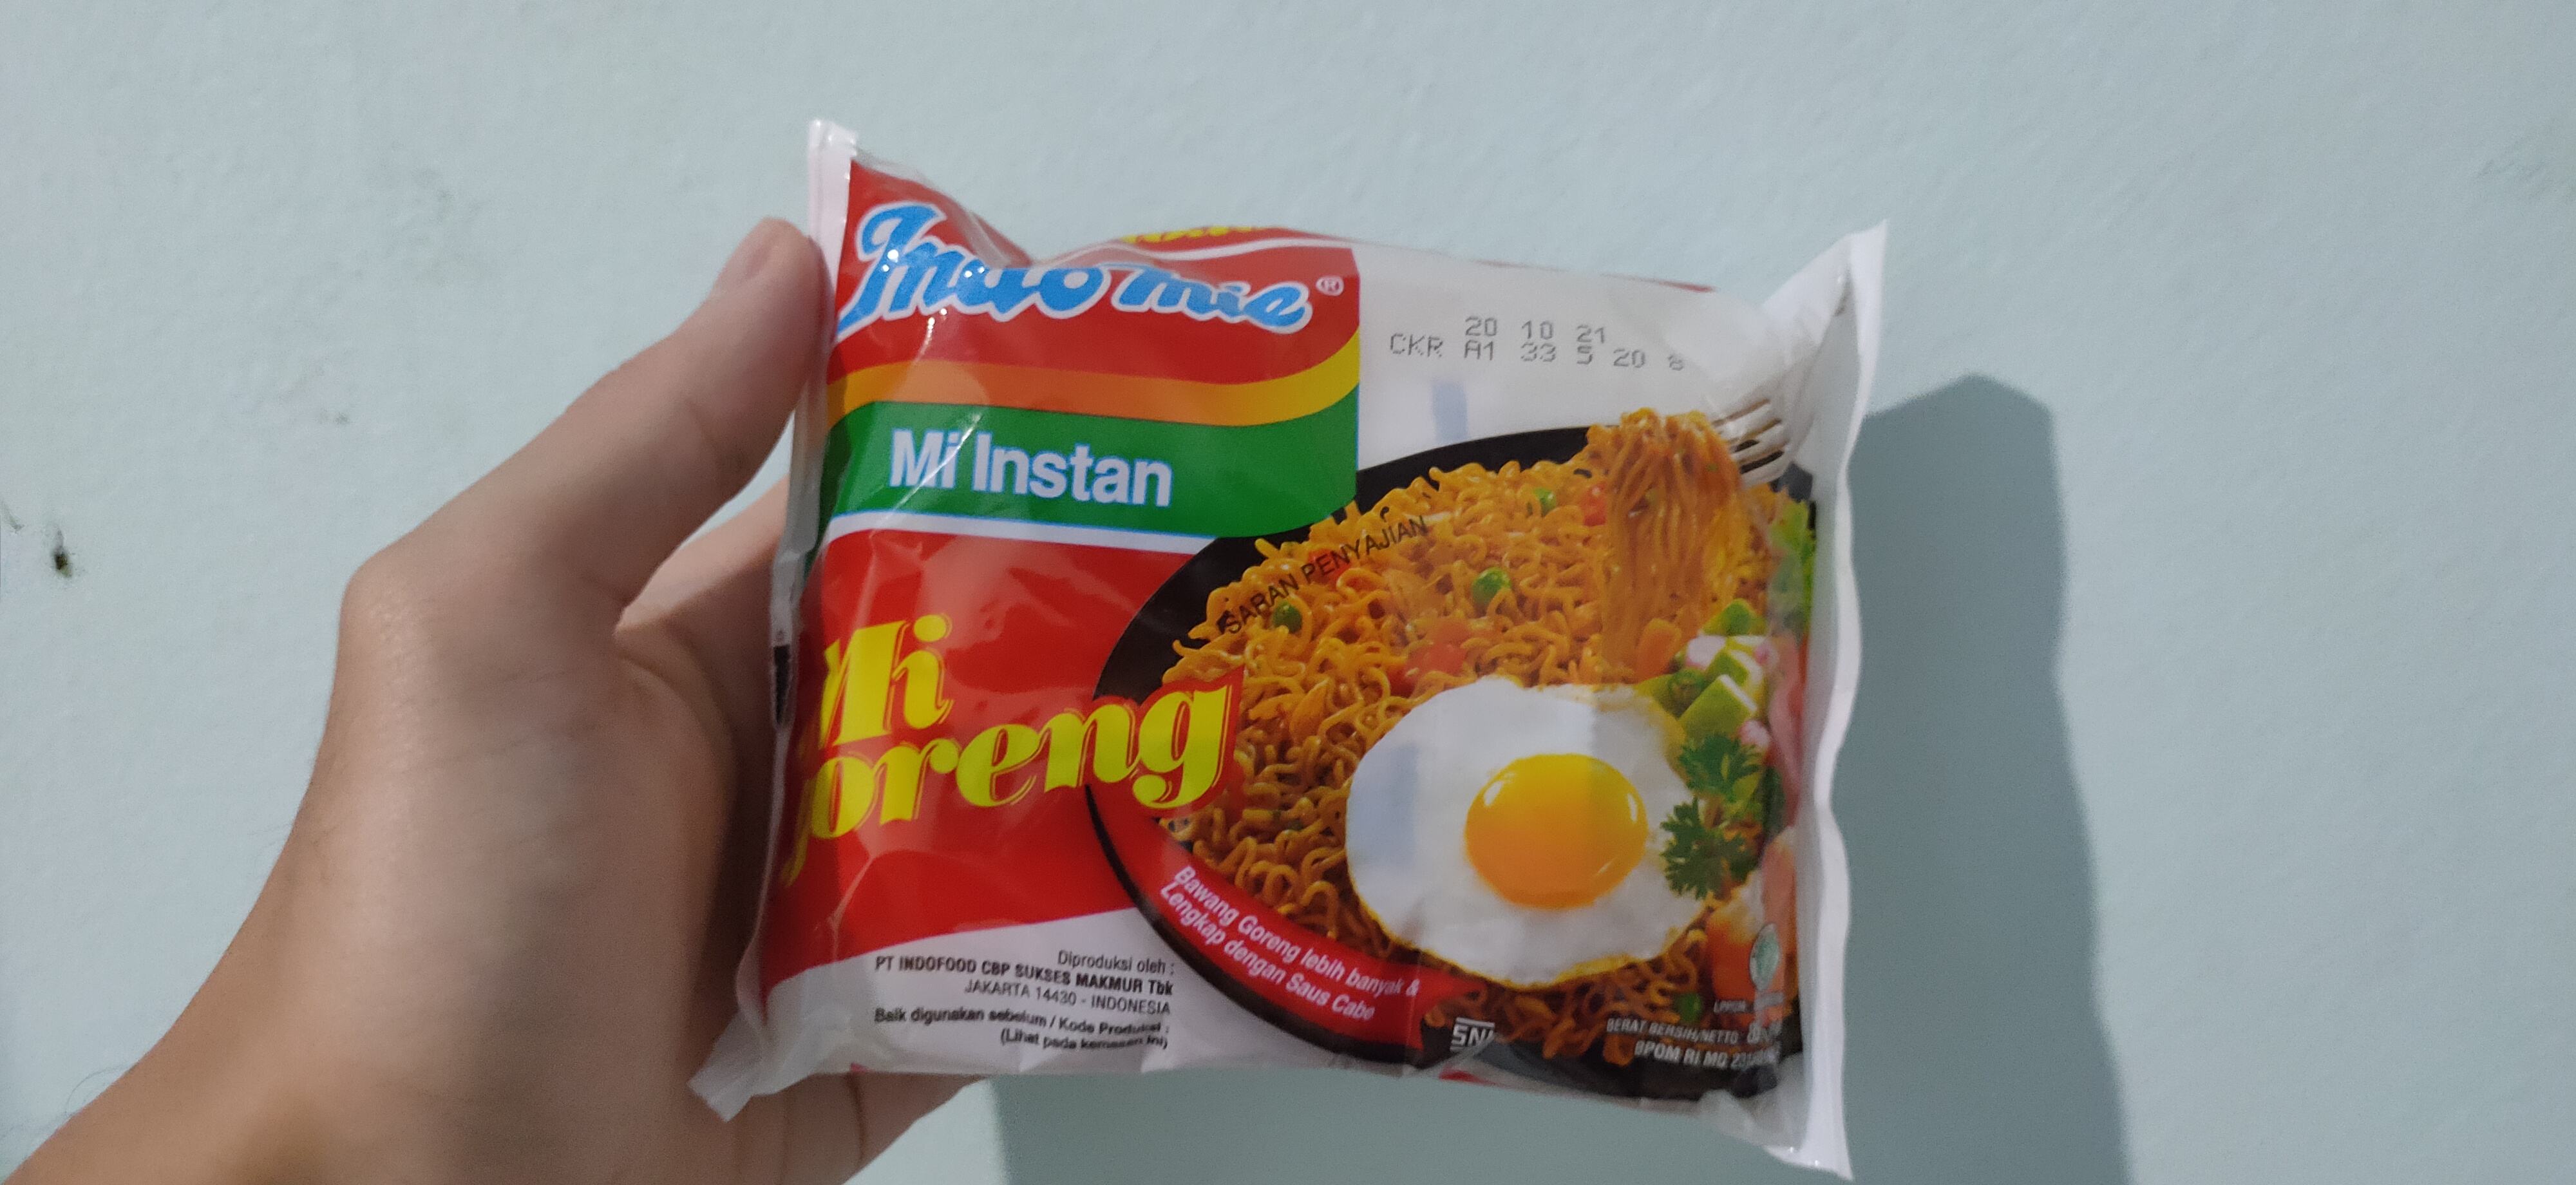 Indomie®
20 10 21
CKR A1 33 5 20
Mi Instan
SARAN PENYAJIAN
Mi
goreng
Bawang Goreng lebih banyak &
Lengkap dengan Saus Cabe
Diproduksi oleh :
PT INDOFOOD CBP SUKSES MAKMUR Tbk
JAKARTA 14430 - INDONESIA
Baik digunakan sebelum / Kode Produksi :
(Lihat pada kemasan ini)
SNI
BERAT BERSIH/NETTO
BPOM RI MD